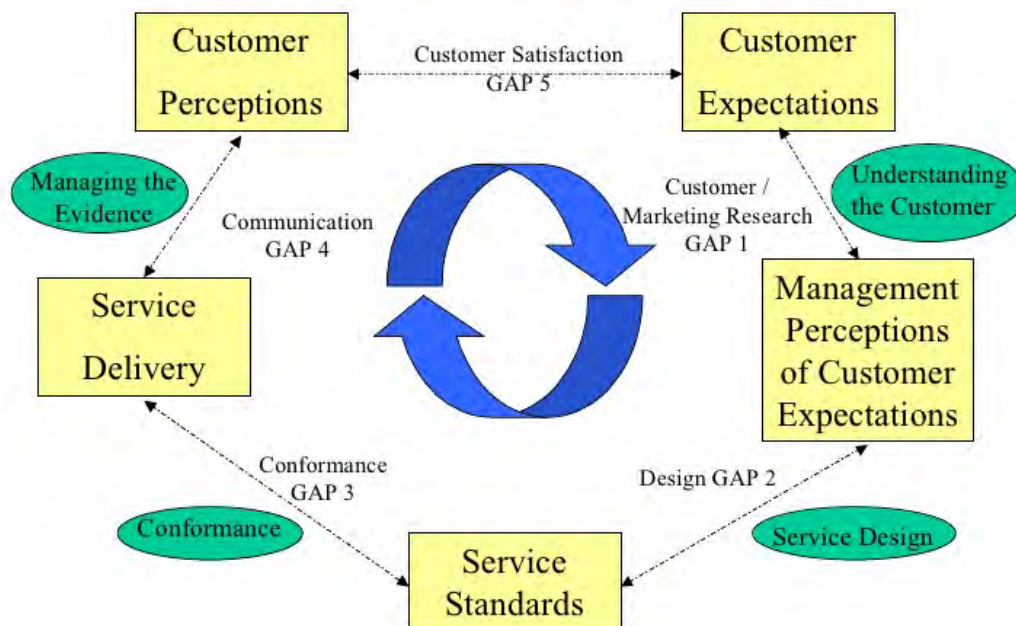 Customer
Perceptions
Customer Satisfaction
GAP 5
Customer
Expectations
Managing the
Evidence
Communication
GAP 4
Customer /
Marketing Research
GAP 1
Understanding
the Customer
Service
Delivery
Management
Perceptions
of Customer
Expectations
Conformance
GAP 3
Design GAP 2
Conformance
Service Design
Service
Standards